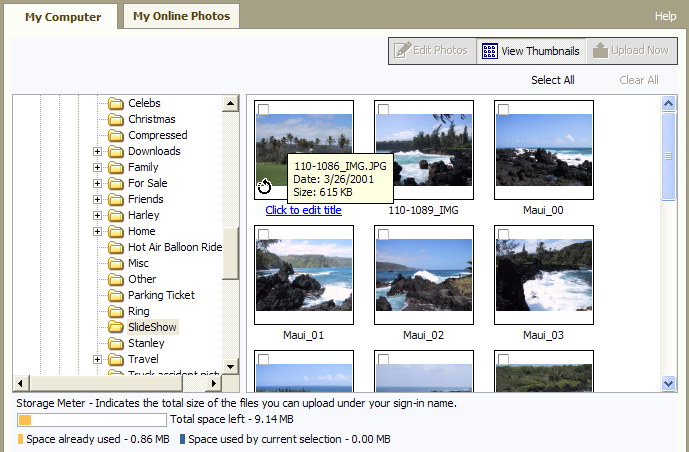 My Computer
My Online Photos
Help
Edit Photos
View Thumbnails
Upload Now
Select All
Clear All
Celebs
Christmas
Compressed
Downloads
Family
For Sale
Friends
Harley
Home
Hot Air Balloon Ride
Misc
Other
Parking Ticket
Ring
SlideShow
Stanley
Travel
Truck accident pict
110-1086_IMG.JPG
Date: 3/26/2001
Size: 615 KB
Click to edit title
110-1089_IMG
Maui_00
Maui_01
Maui_02
Maui_03
Storage Meter - Indicates the total size of the files you can upload under your sign-in name.
Total space left - 9.14 MB
Space already used - 0.86 MB
Space used by current selection - 0.00 MB